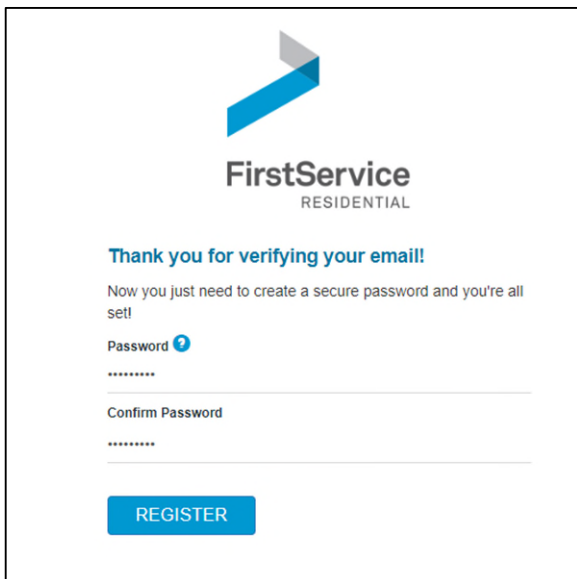 FirstService
RESIDENTIAL
Thank you for verifying your email!
Now you just need to create a secure password and you're all
set!
Password ?
•••••••••
Confirm Password
•••••••••
REGISTER